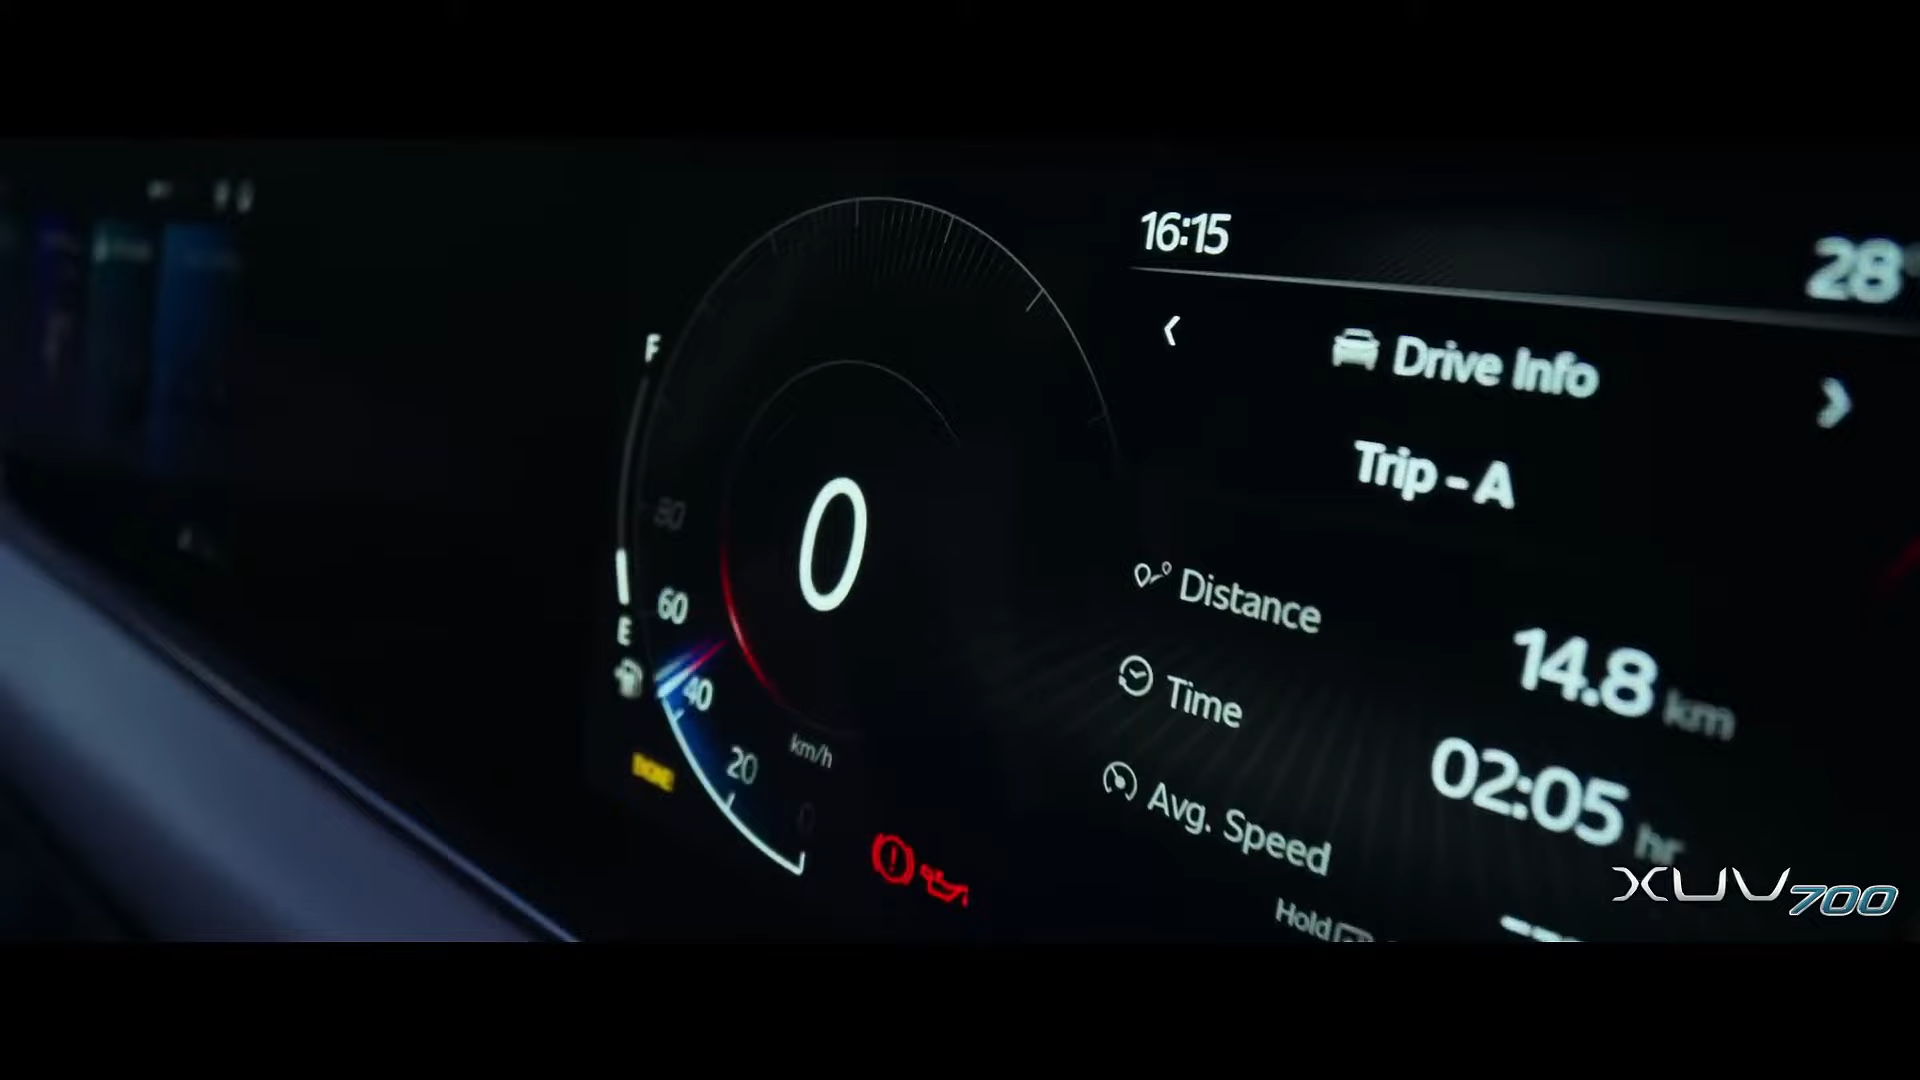 16:15
28°
Drive Info
Trip - A
F
80
60
E
40
20
0
km/h
0
Distance
14.8 km
Time
02:05 hr
Avg. Speed
Hold
XUV700